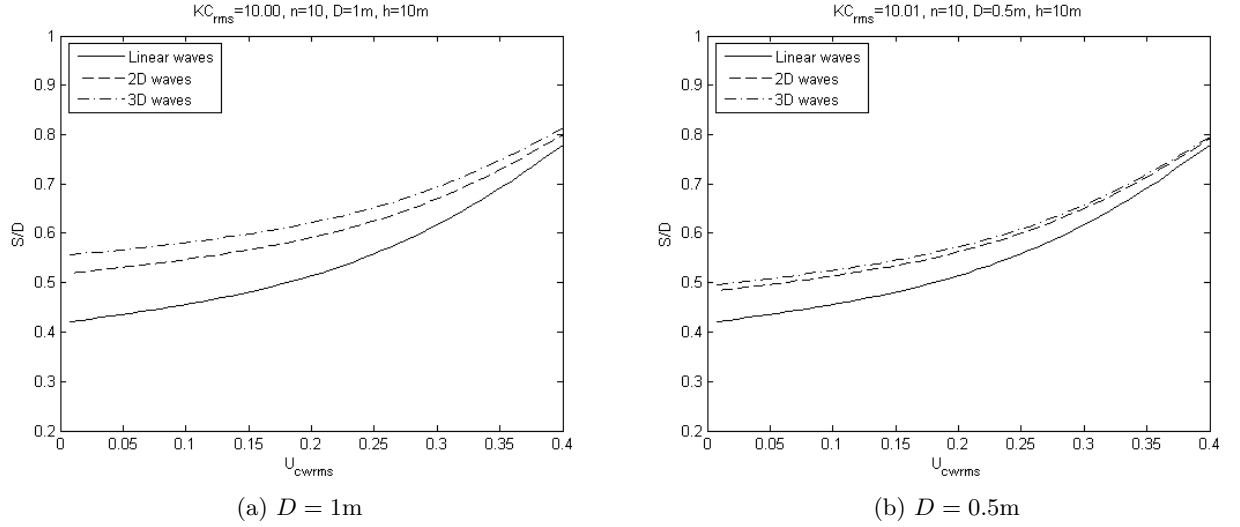 KC_rms=10.00, n=10, D=1m, h=10m
Linear waves
2D waves
3D waves
1
0.9
0.8
0.7
0.6
0.5
0.4
0.3
0.2
S/D
0 0.05 0.1 0.15 0.2 0.25 0.3 0.35 0.4
U_cwrms
(a) D = 1m
KC_rms=10.01, n=10, D=0.5m, h=10m
Linear waves
2D waves
3D waves
1
0.9
0.8
0.7
0.6
0.5
0.4
0.3
0.2
S/D
0 0.05 0.1 0.15 0.2 0.25 0.3 0.35 0.4
U_cwrms
(b) D = 0.5m